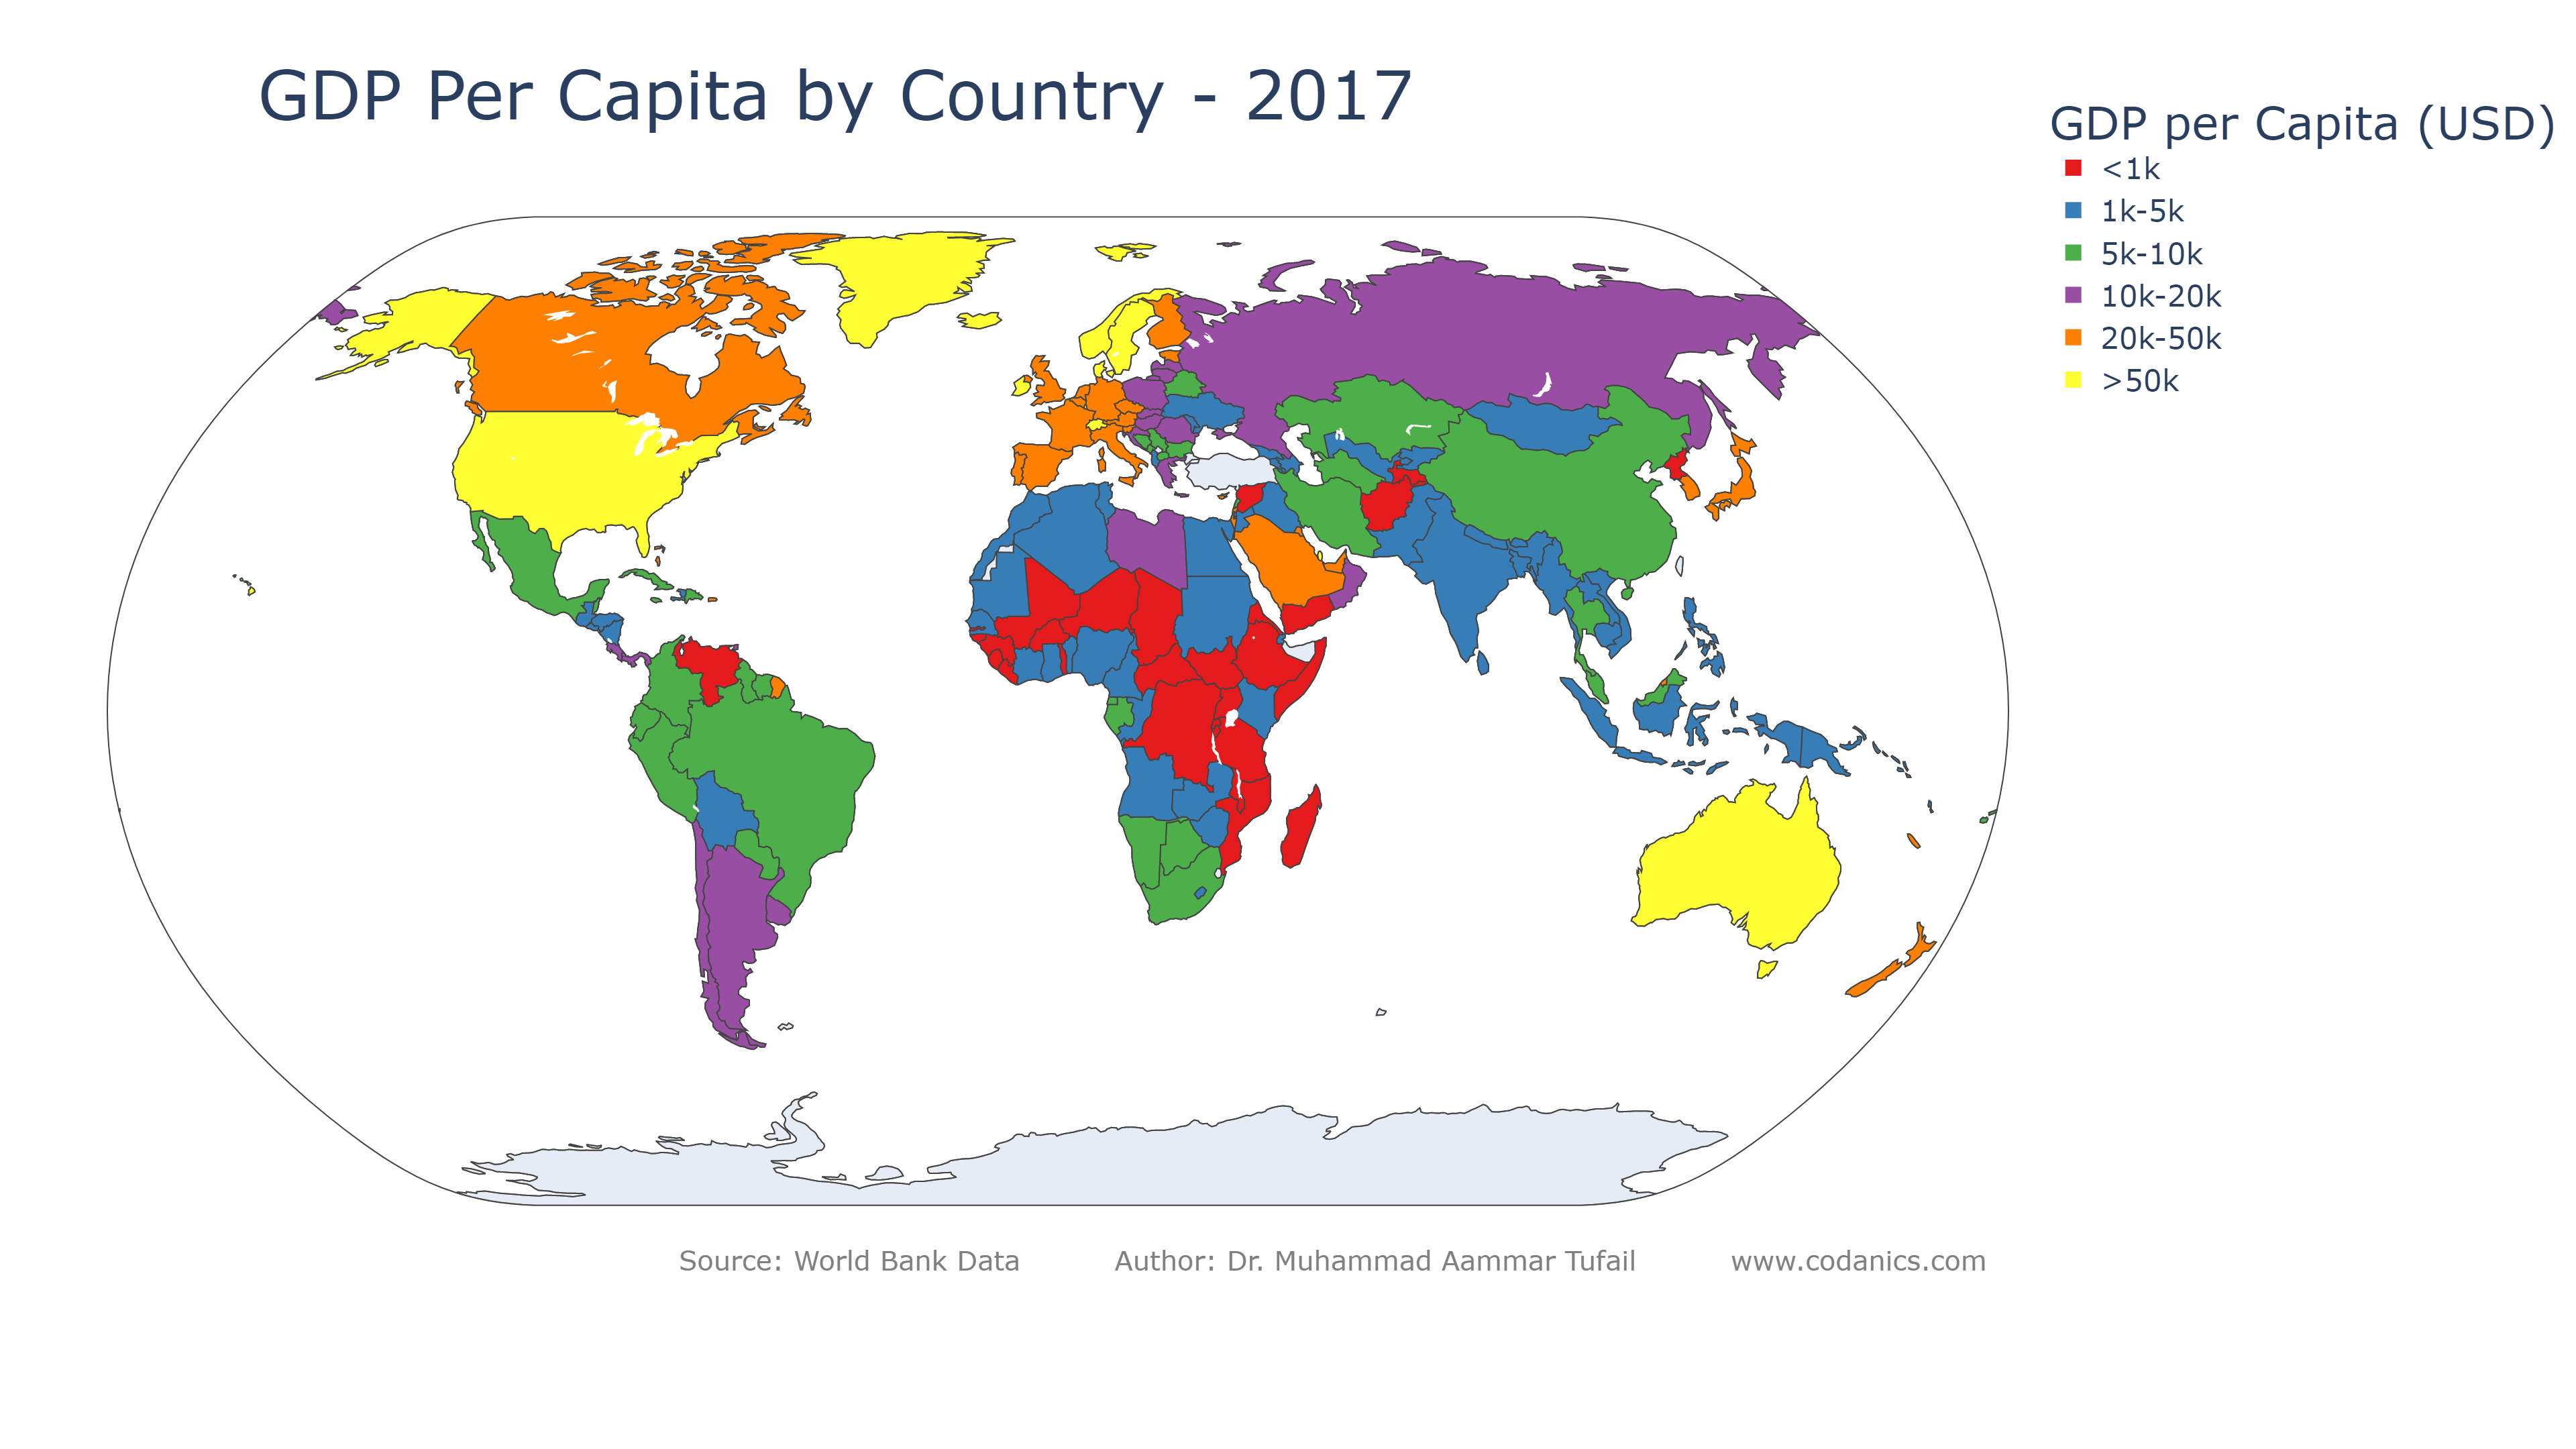 GDP Per Capita by Country - 2017
GDP per Capita (USD)
<1k
1k-5k
5k-10k
10k-20k
20k-50k
>50k
Source: World Bank Data Author: Dr. Muhammad Aammar Tufail www.codanics.com